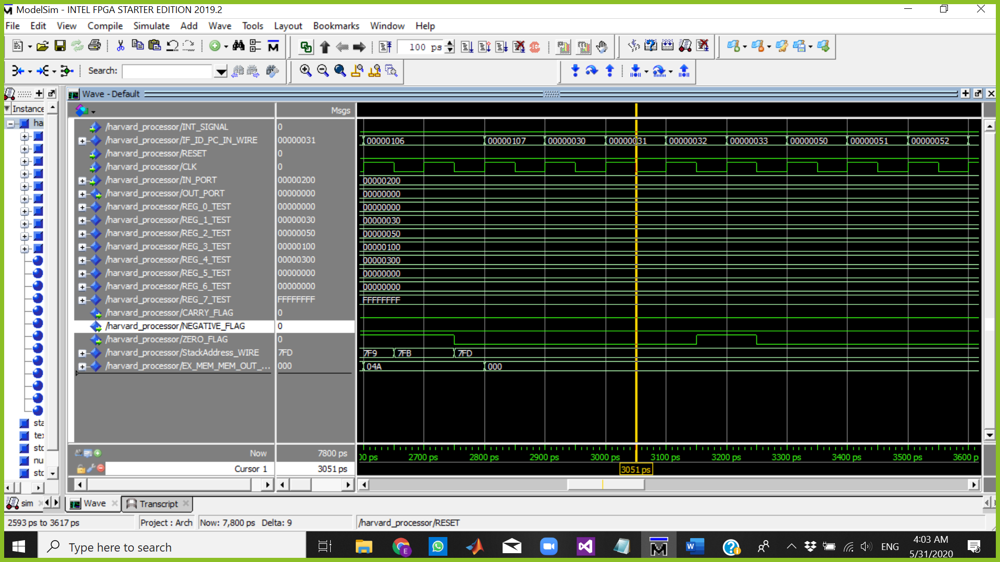 ModelSim - INTEL FPGA STARTER EDITION 2019.2
File Edit View Compile Simulate Add Wave Tools Layout Bookmarks Window Help
100 ps
Search:
Wave - Default
Instance
Msgs
ha
/harvard_processor/INT_SIGNAL 0
/harvard_processor/IF_ID_PC_IN_WIRE 00000031 00000106 00000107 00000030 00000031 00000032 00000033 00000050 00000051 00000052
/harvard_processor/RESET 0
/harvard_processor/CLK 0
/harvard_processor/IN_PORT 00000200 00000200
/harvard_processor/OUT_PORT 00000000 00000000
/harvard_processor/REG_0_TEST 00000000 00000000
/harvard_processor/REG_1_TEST 00000030 00000030
/harvard_processor/REG_2_TEST 00000050 00000050
/harvard_processor/REG_3_TEST 00000100 00000100
/harvard_processor/REG_4_TEST 00000300 00000300
/harvard_processor/REG_5_TEST 00000000 00000000
/harvard_processor/REG_6_TEST 00000000 00000000
/harvard_processor/REG_7_TEST FFFFFFFF FFFFFFFF
/harvard_processor/CARRY_FLAG 0
/harvard_processor/NEGATIVE_FLAG 0
/harvard_processor/ZERO_FLAG 0
/harvard_processor/StackAddress_WIRE 7FD 7F9 7FB 7FD
/harvard_processor/EX_MEM_MEM_OUT_... 000 04A 000
sta
tex
std
nu
std
Now 7800 ps
00 ps 2700 ps 2800 ps 2900 ps 3000 ps 3100 ps 3200 ps 3300 ps 3400 ps 3500 ps 3600 p
Cursor 1 3051 ps
3051 ps
sim Wave Transcript
2593 ps to 3617 ps Project : Arch Now: 7,800 ps Delta: 9 /harvard_processor/RESET
Type here to search
ENG
4:03 AM
5/31/2020